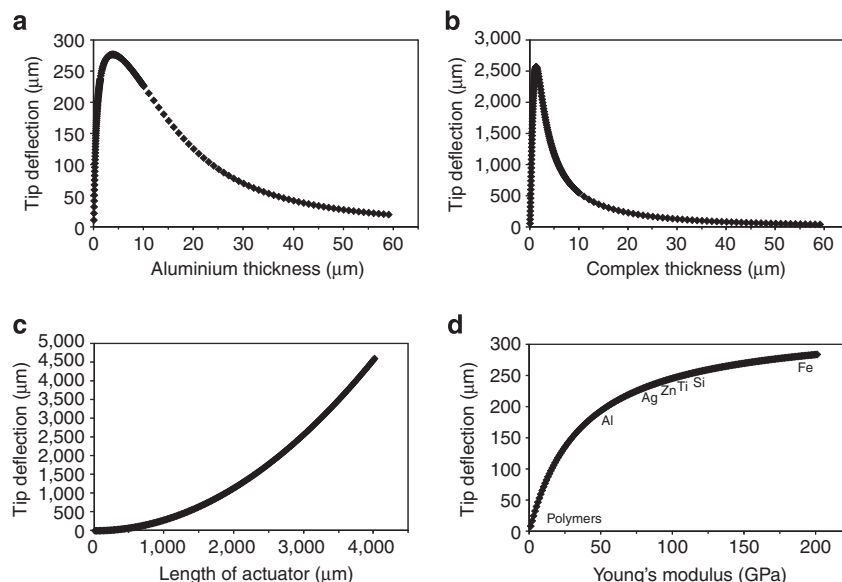 a
300
250
200
150
100
50
0
Tip deflection (μm)
0 10 20 30 40 50 60
Aluminium thickness (μm)
b
3,000
2,500
2,000
1,500
1,000
500
0
Tip deflection (μm)
0 10 20 30 40 50 60
Complex thickness (μm)
c
5,000
4,500
4,000
3,500
3,000
2,500
2,000
1,500
1,000
500
0
Tip deflection (μm)
0 1,000 2,000 3,000 4,000
Length of actuator (μm)
d
300
250
200
150
100
50
0
Tip deflection (μm)
Polymers
Al
Ag
Zn
Ti
Si
Fe
0 50 100 150 200
Young's modulus (GPa)